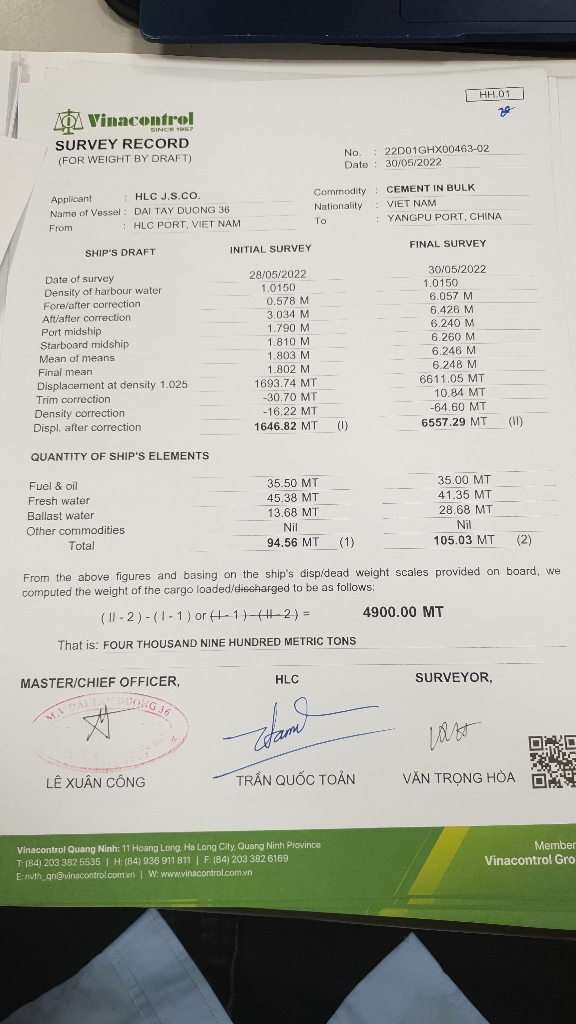 HH.01
Vinacontrol
SINCE 1957
SURVEY RECORD
(FOR WEIGHT BY DRAFT)
No. : 22D01GHX00463-02
Date : 30/05/2022
Applicant : HLC J.S.CO.
Name of Vessel : DAI TAY DUONG 36
From : HLC PORT, VIET NAM
Commodity : CEMENT IN BULK
Nationality : VIET NAM
To : YANGPU PORT, CHINA
SHIP'S DRAFT INITIAL SURVEY FINAL SURVEY
Date of survey 28/05/2022 30/05/2022
Density of harbour water 1.0150 1.0150
Fore/after correction 0.578 M 6.057 M
Aft/after correction 3.034 M 6.426 M
Port midship 1.790 M 6.240 M
Starboard midship 1.810 M 6.260 M
Mean of means 1.803 M 6.246 M
Final mean 1.802 M 6.248 M
Displacement at density 1.025 1693.74 MT 6611.05 MT
Trim correction -30.70 MT 10.84 MT
Density correction -16.22 MT -64.60 MT
Displ. after correction 1646.82 MT (I) 6557.29 MT (II)
QUANTITY OF SHIP'S ELEMENTS
Fuel & oil 35.50 MT 35.00 MT
Fresh water 45.38 MT 41.35 MT
Ballast water 13.68 MT 28.68 MT
Other commodities Nil Nil
Total 94.56 MT (1) 105.03 MT (2)
From the above figures and basing on the ship's disp/dead weight scales provided on board, we
computed the weight of the cargo loaded/discharged to be as follows:
( II - 2 ) - ( I - 1 ) or ( I - 1 ) - ( II - 2 ) = 4900.00 MT
That is: FOUR THOUSAND NINE HUNDRED METRIC TONS
MASTER/CHIEF OFFICER, HLC SURVEYOR,
M.V DAI TAY DUONG 36
LÊ XUÂN CÔNG TRẦN QUỐC TOẢN VĂN TRỌNG HÒA
Vinacontrol Quang Ninh: 11 Hoang Long, Ha Long City, Quang Ninh Province
T: (84) 203 382 5535 | H: (84) 936 911 811 | F: (84) 203 382 6169
E: nvth_qn@vinacontrol.com.vn | W: www.vinacontrol.com.vn
Member
Vinacontrol Gro